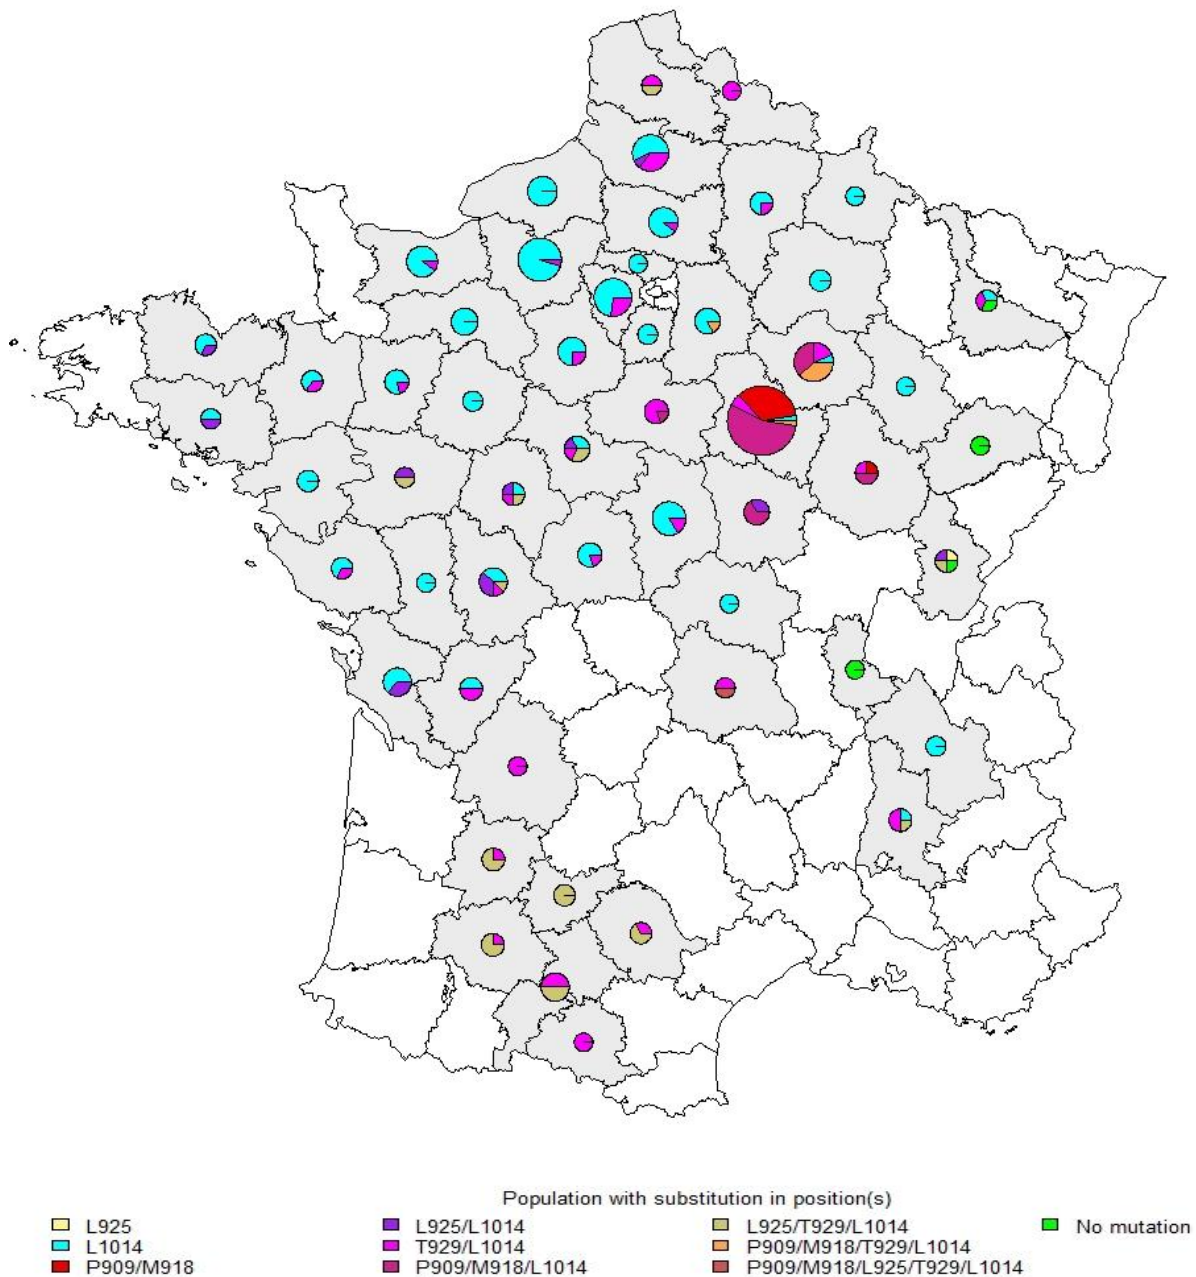 Population with substitution in position(s)
L925 L925/L1014 L925/T929/L1014 No mutation
L1014 T929/L1014 P909/M918/T929/L1014
P909/M918 P909/M918/L1014 P909/M918/L925/T929/L1014